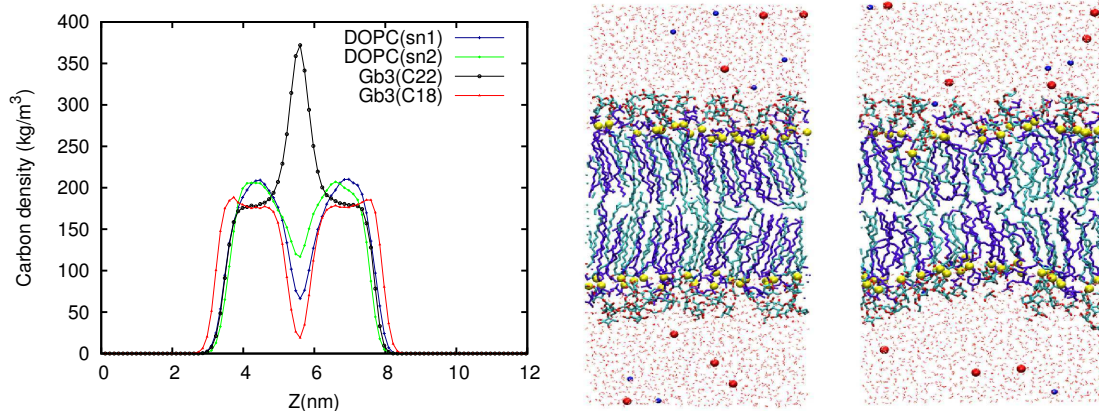 400
350
300
250
200
150
100
50
0
Carbon density (kg/m³)
DOPC(sn1)
DOPC(sn2)
Gb3(C22)
Gb3(C18)
0 2 4 6 8 10 12
Z(nm)